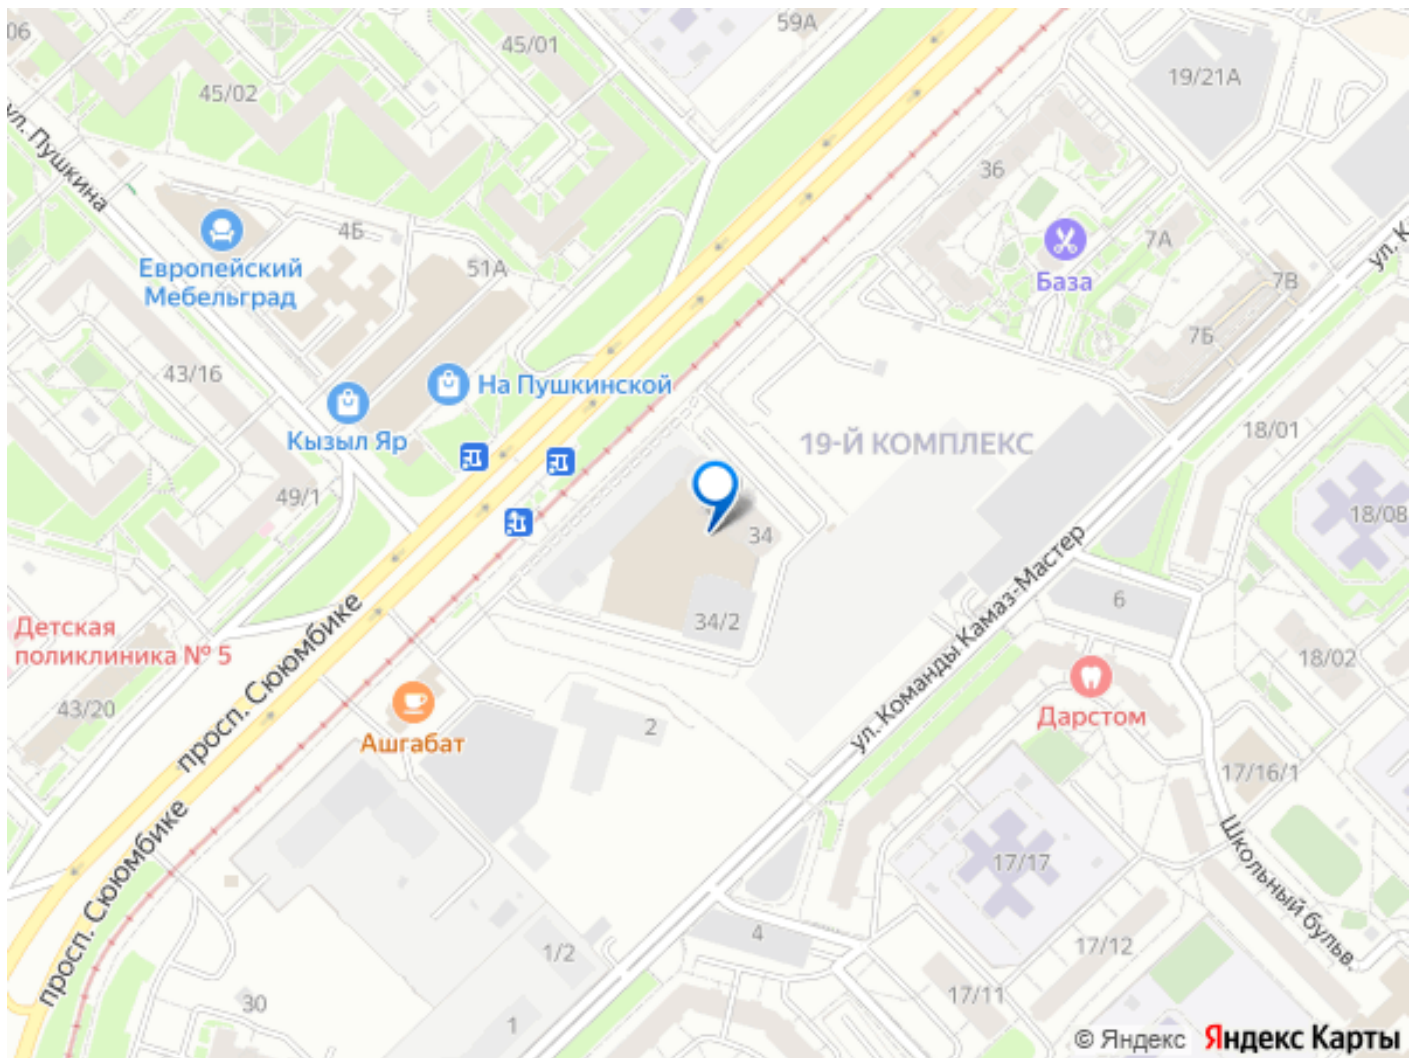 06
45/01
59А
45/02
19/21А
ул. Пушкина
36
4Б
7А
ул. К
51А
Европейский
Мебельград
База
7В
7Б
43/16
На Пушкинской
Кызыл Яр
18/01
19-Й КОМПЛЕКС
49/1
18/08
34
ул. Команды Камаз-Мастер
6
34/2
Детская
поликлиника № 5
просп. Сююмбике
18/02
43/20
Дарстом
2
Ашгабат
17/16/1
просп. Сююмбике
17/17
Школьный бульв.
4
17/12
1/2
30
17/11
1
© Яндекс Яндекс Карты